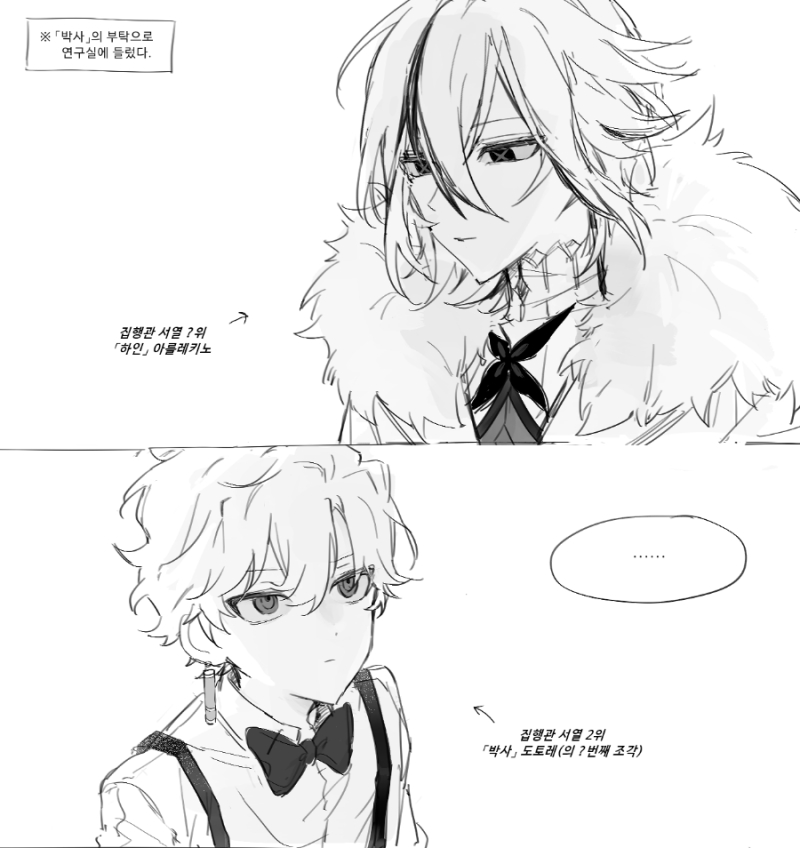 ※ 「박사」의 부탁으로
연구실에 들렀다.
집행관 서열 ?위
「하인」 아를레키노
……
집행관 서열 2위
「박사」 도토레(의 ?번째 조각)